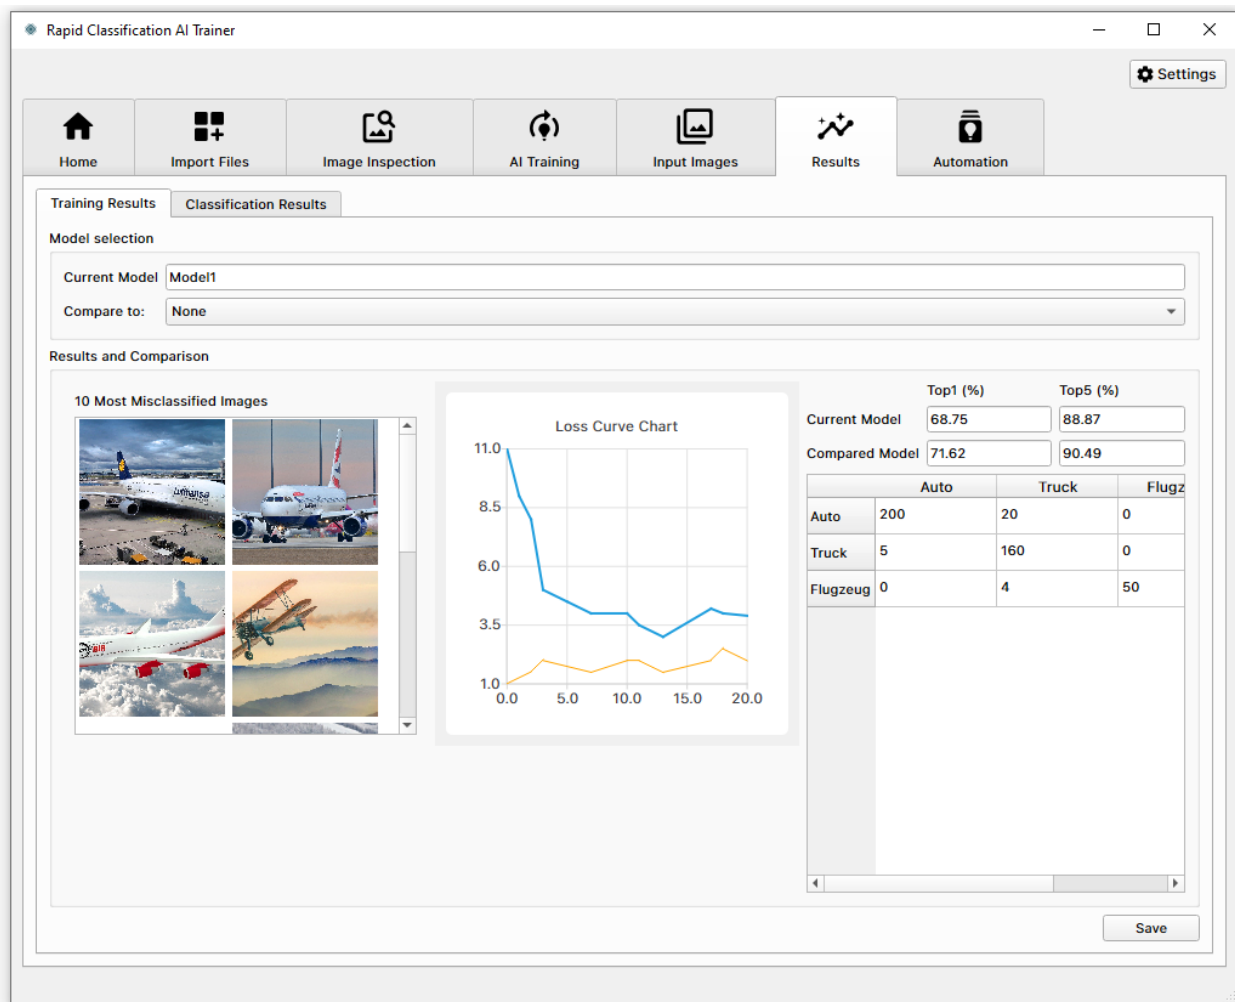 Rapid Classification AI Trainer
Settings
Home
Import Files
Image Inspection
AI Training
Input Images
Results
Automation
Training Results
Classification Results
Model selection
Current Model Model1
Compare to: None
Results and Comparison
10 Most Misclassified Images
Lufthansa
Loss Curve Chart
11.0
8.5
6.0
3.5
1.0
0.0 5.0 10.0 15.0 20.0
Top1 (%) Top5 (%)
Current Model 68.75 88.87
Compared Model 71.62 90.49
Auto Truck Flugz
Auto 200 20 0
Truck 5 160 0
Flugzeug 0 4 50
Save